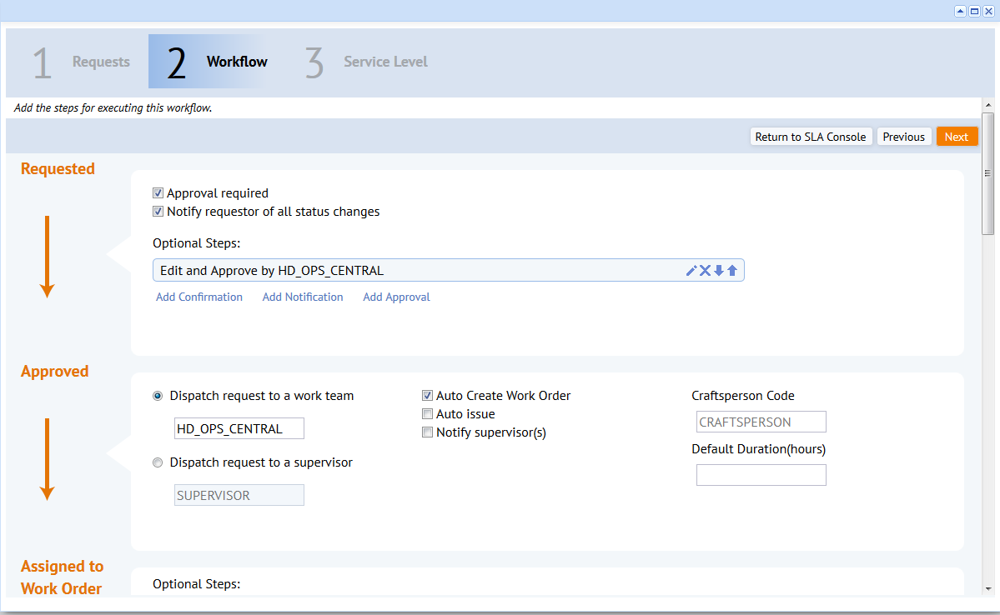 1 Requests 2 Workflow 3 Service Level
Add the steps for executing this workflow.
Return to SLA Console Previous Next
Requested
Approval required
Notify requestor of all status changes
Optional Steps:
Edit and Approve by HD_OPS_CENTRAL
Add Confirmation Add Notification Add Approval
Approved
Dispatch request to a work team
HD_OPS_CENTRAL
Dispatch request to a supervisor
SUPERVISOR
Auto Create Work Order
Auto issue
Notify supervisor(s)
Craftsperson Code
CRAFTSPERSON
Default Duration(hours)
Assigned to
Work Order
Optional Steps: